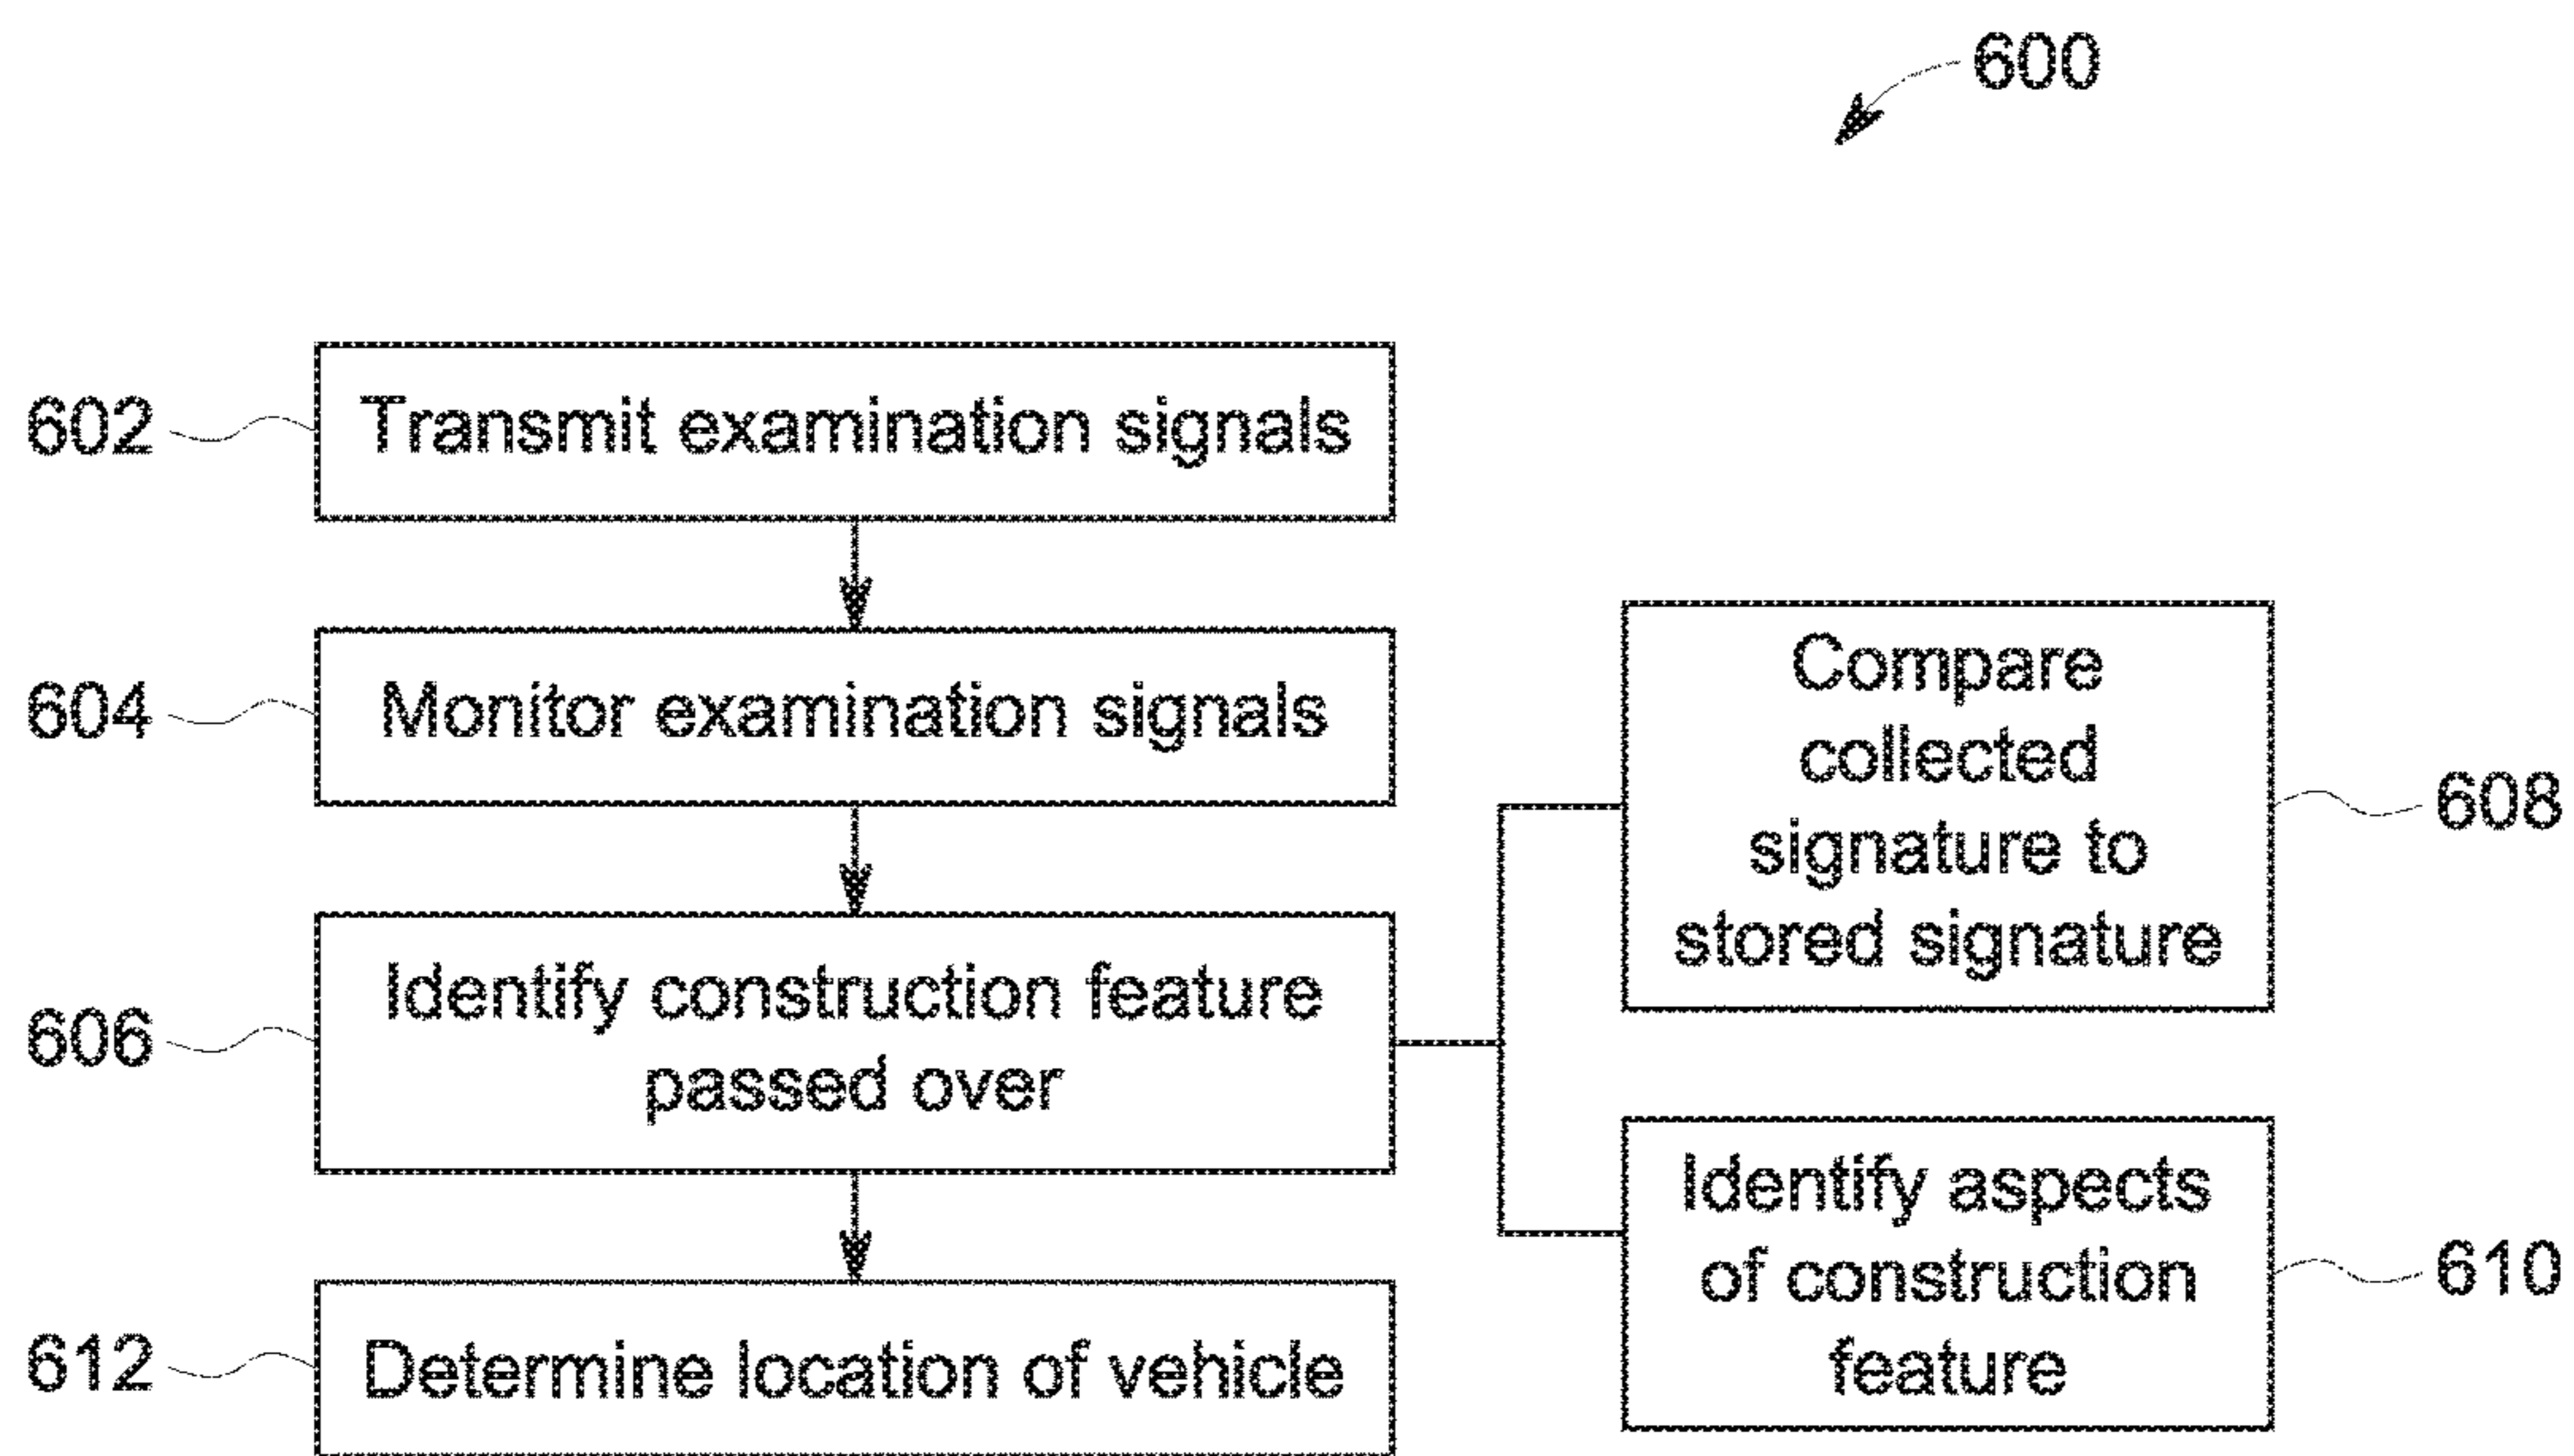 600
602
Transmit examination signals
604
Monitor examination signals
606
Identify construction feature
passed over
Compare
collected
signature to
stored signature
608
Identify aspects
of construction
feature
610
612
Determine location of vehicle